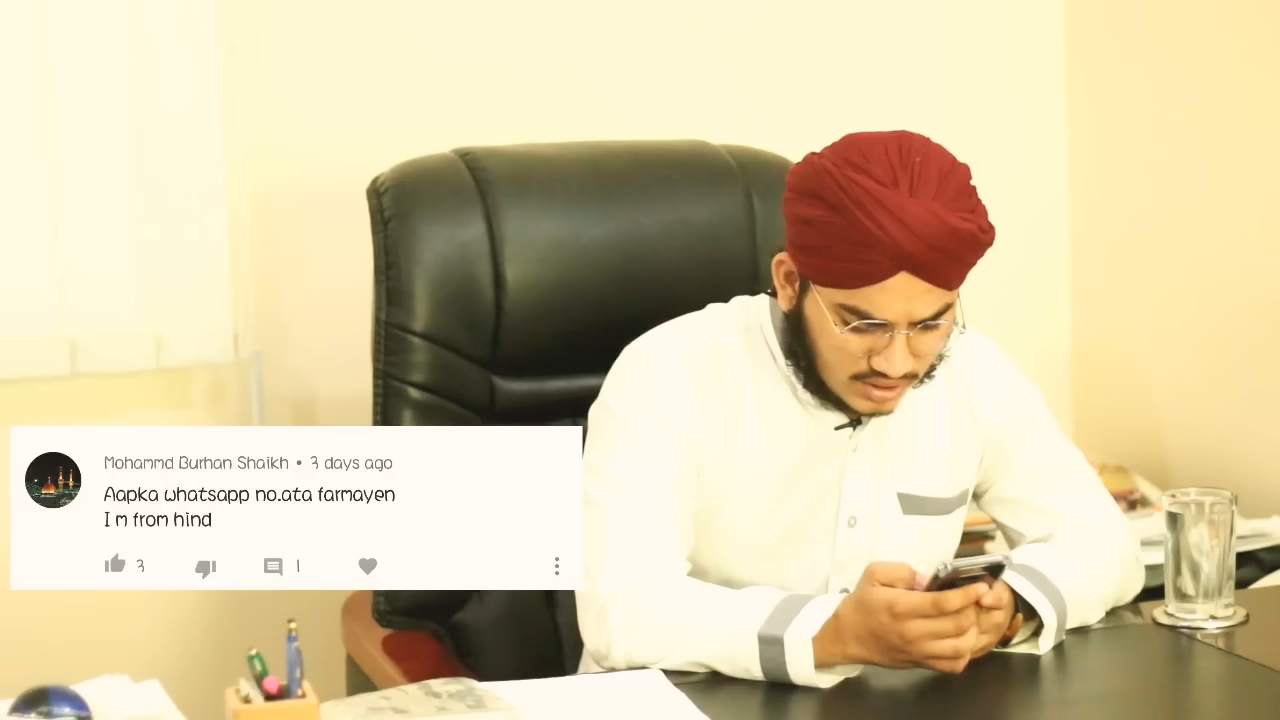 Mohammd Burhan Shaikh • 3 days ago
Aapka whatsapp no.ata farmayen
I m from hind
3
1